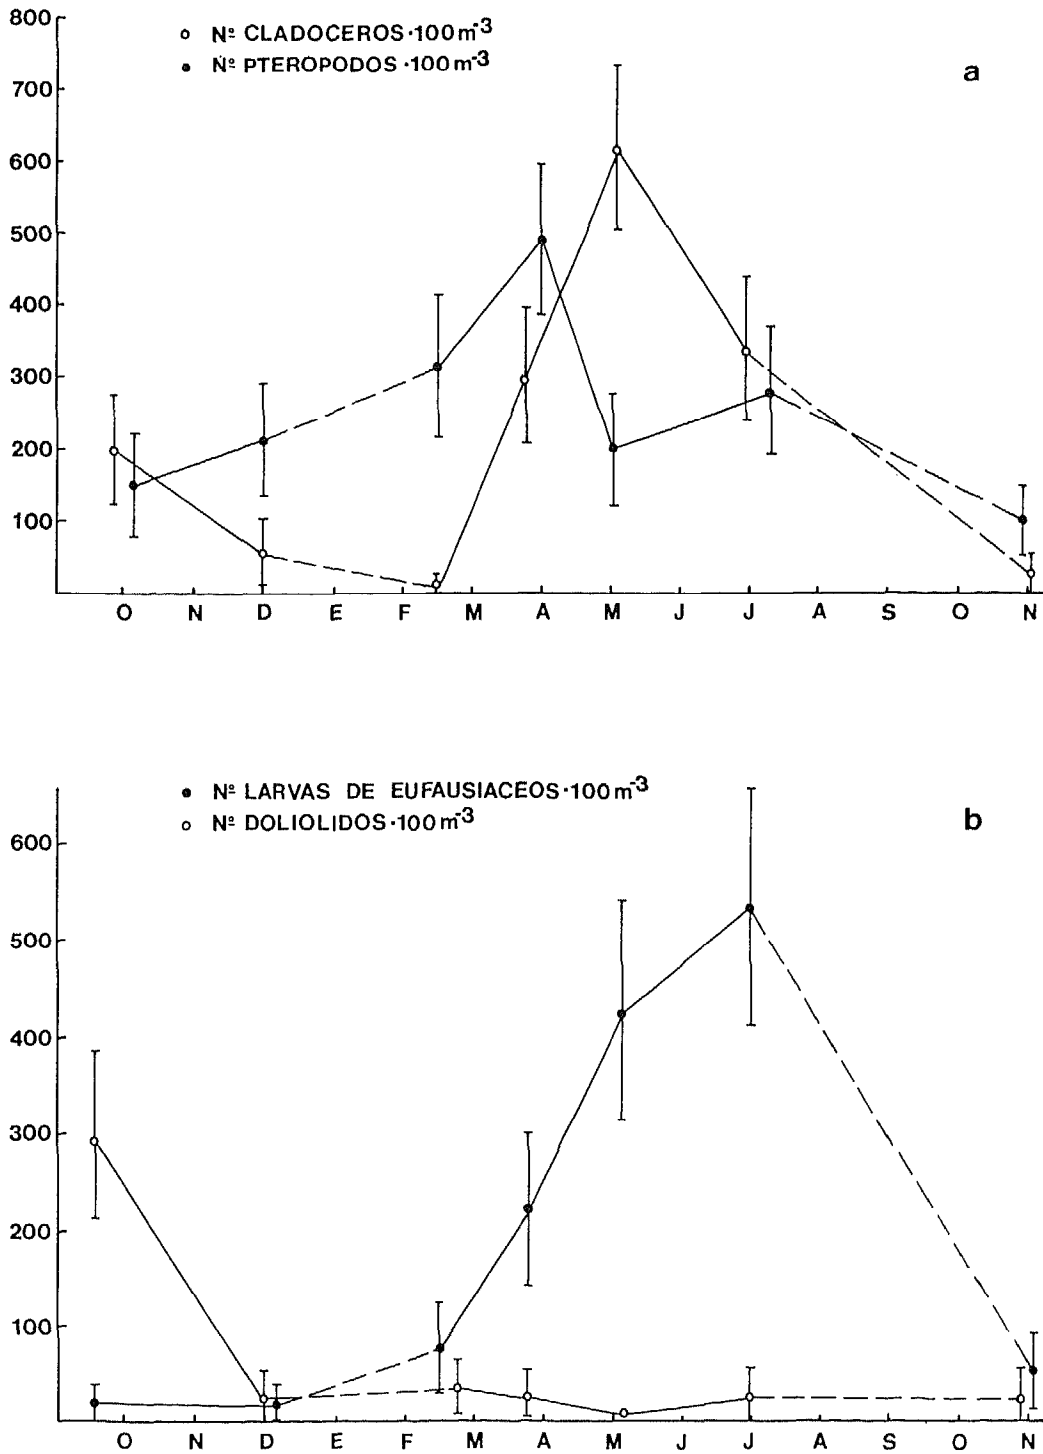 800
Nº CLADOCEROS·100m-3
Nº PTEROPODOS·100m-3
a
700
600
500
400
300
200
100
O N D E F M A M J J A S O N
Nº LARVAS DE EUFAUSIACEOS·100m-3
Nº DOLIOLIDOS·100m-3
b
600
500
400
300
200
100
O N D E F M A M J J A S O N